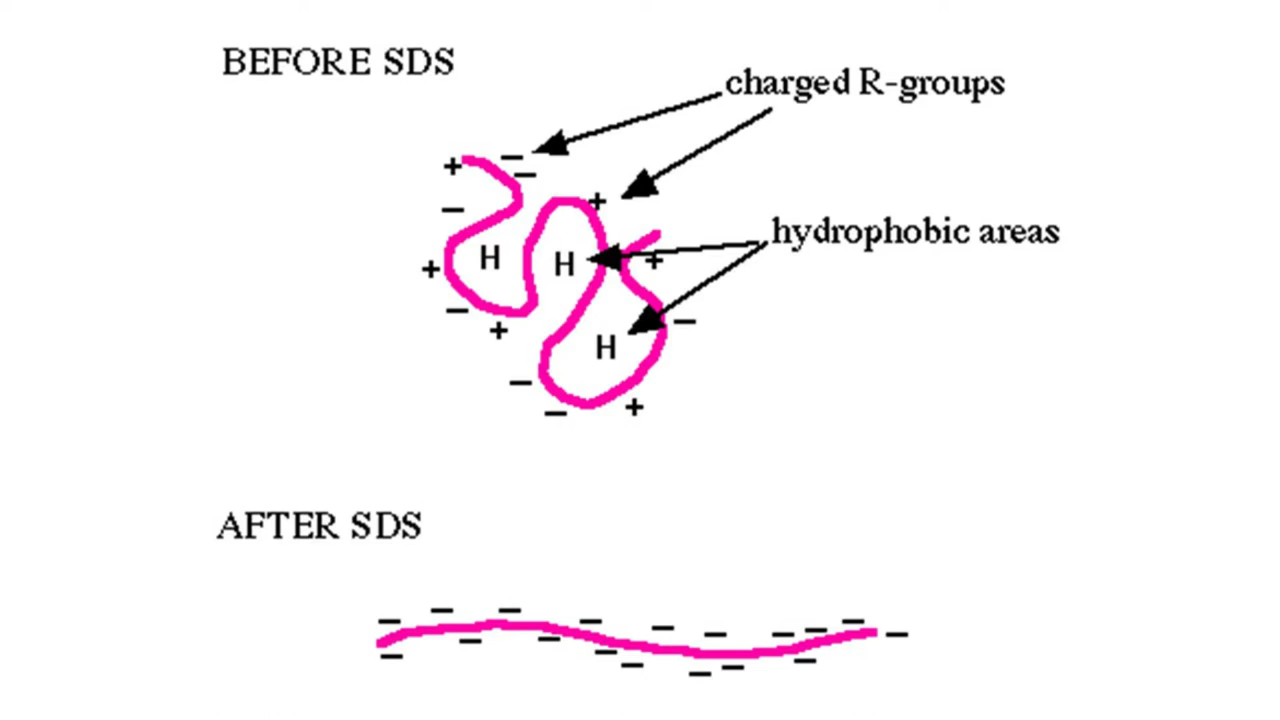 BEFORE SDS
charged R-groups
+ −
−
− +
hydrophobic areas
H H
+ +
−
+ −
H
−
− +
AFTER SDS
− − − − − − − − − −
− − − − − − − −